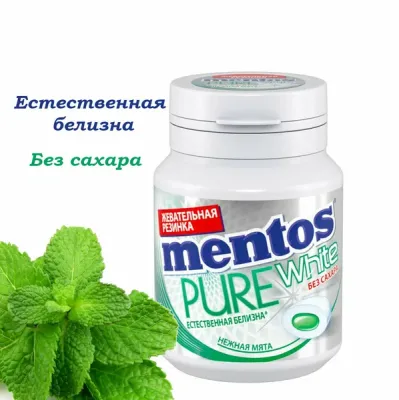 Естественная
белизна
Без сахара
ЖЕВАТЕЛЬНАЯ
РЕЗИНКА
mentos
PURE White
БЕЗ САХАРА
ЕСТЕСТВЕННАЯ БЕЛИЗНА*
НЕЖНАЯ МЯТА